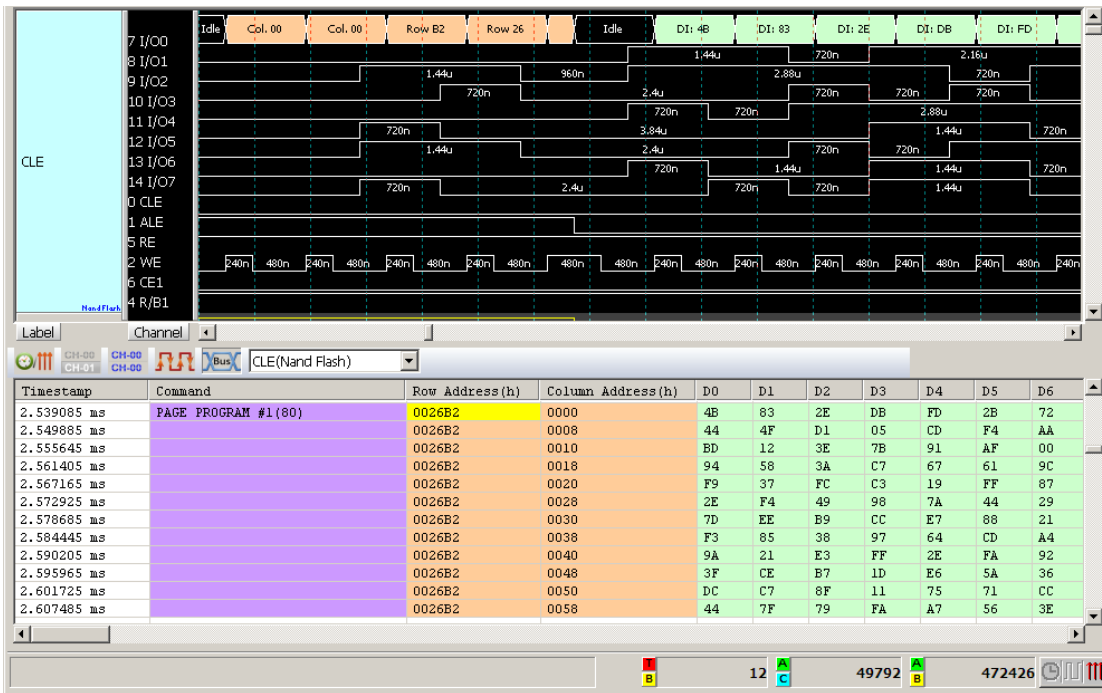 Idle Col. 00 Col. 00 Row B2 Row 26 Idle DI: 4B DI: 83 DI: 2E DI: DB DI: FD
7 I/O0
1.44u 720n 2.16u
8 I/O1
1.44u 960n 2.88u 720n
9 I/O2
720n 2.4u 720n 720n 720n
10 I/O3
720n 720n 2.88u
11 I/O4
720n 3.84u 1.44u 720n
12 I/O5
1.44u 2.4u 720n 720n
CLE
13 I/O6
720n 1.44u 1.44u 720n
14 I/O7
720n 2.4u 720n 720n 1.44u
0 CLE
1 ALE
5 RE
2 WE
240n 480n 240n 480n 240n 480n 240n 480n 480n 480n 240n 480n 240n 480n 240n 480n 240n 480n 240n 480n 240n
6 CE1
NandFlash
4 R/B1
Label Channel
CH-00 CH-01 CH-00 CH-00 Bus CLE(Nand Flash)
Timestamp Command Row Address(h) Column Address(h) D0 D1 D2 D3 D4 D5 D6
2.539085 ms PAGE PROGRAM #1(80) 0026B2 0000 4B 83 2E DB FD 2B 72
2.549885 ms 0026B2 0008 44 4F D1 05 CD F4 AA
2.555645 ms 0026B2 0010 BD 12 3E 7B 91 AF 00
2.561405 ms 0026B2 0018 94 58 3A C7 67 61 9C
2.567165 ms 0026B2 0020 F9 37 FC C3 19 FF 87
2.572925 ms 0026B2 0028 2E F4 49 98 7A 44 29
2.578685 ms 0026B2 0030 7D EE B9 CC E7 88 21
2.584445 ms 0026B2 0038 F3 85 38 97 64 CD A4
2.590205 ms 0026B2 0040 9A 21 E3 FF 2E FA 92
2.595965 ms 0026B2 0048 3F CE B7 1D E6 5A 36
2.601725 ms 0026B2 0050 DC C7 8F 11 75 71 CC
2.607485 ms 0026B2 0058 44 7F 79 FA A7 56 3E
T B 12 A C 49792 A B 472426